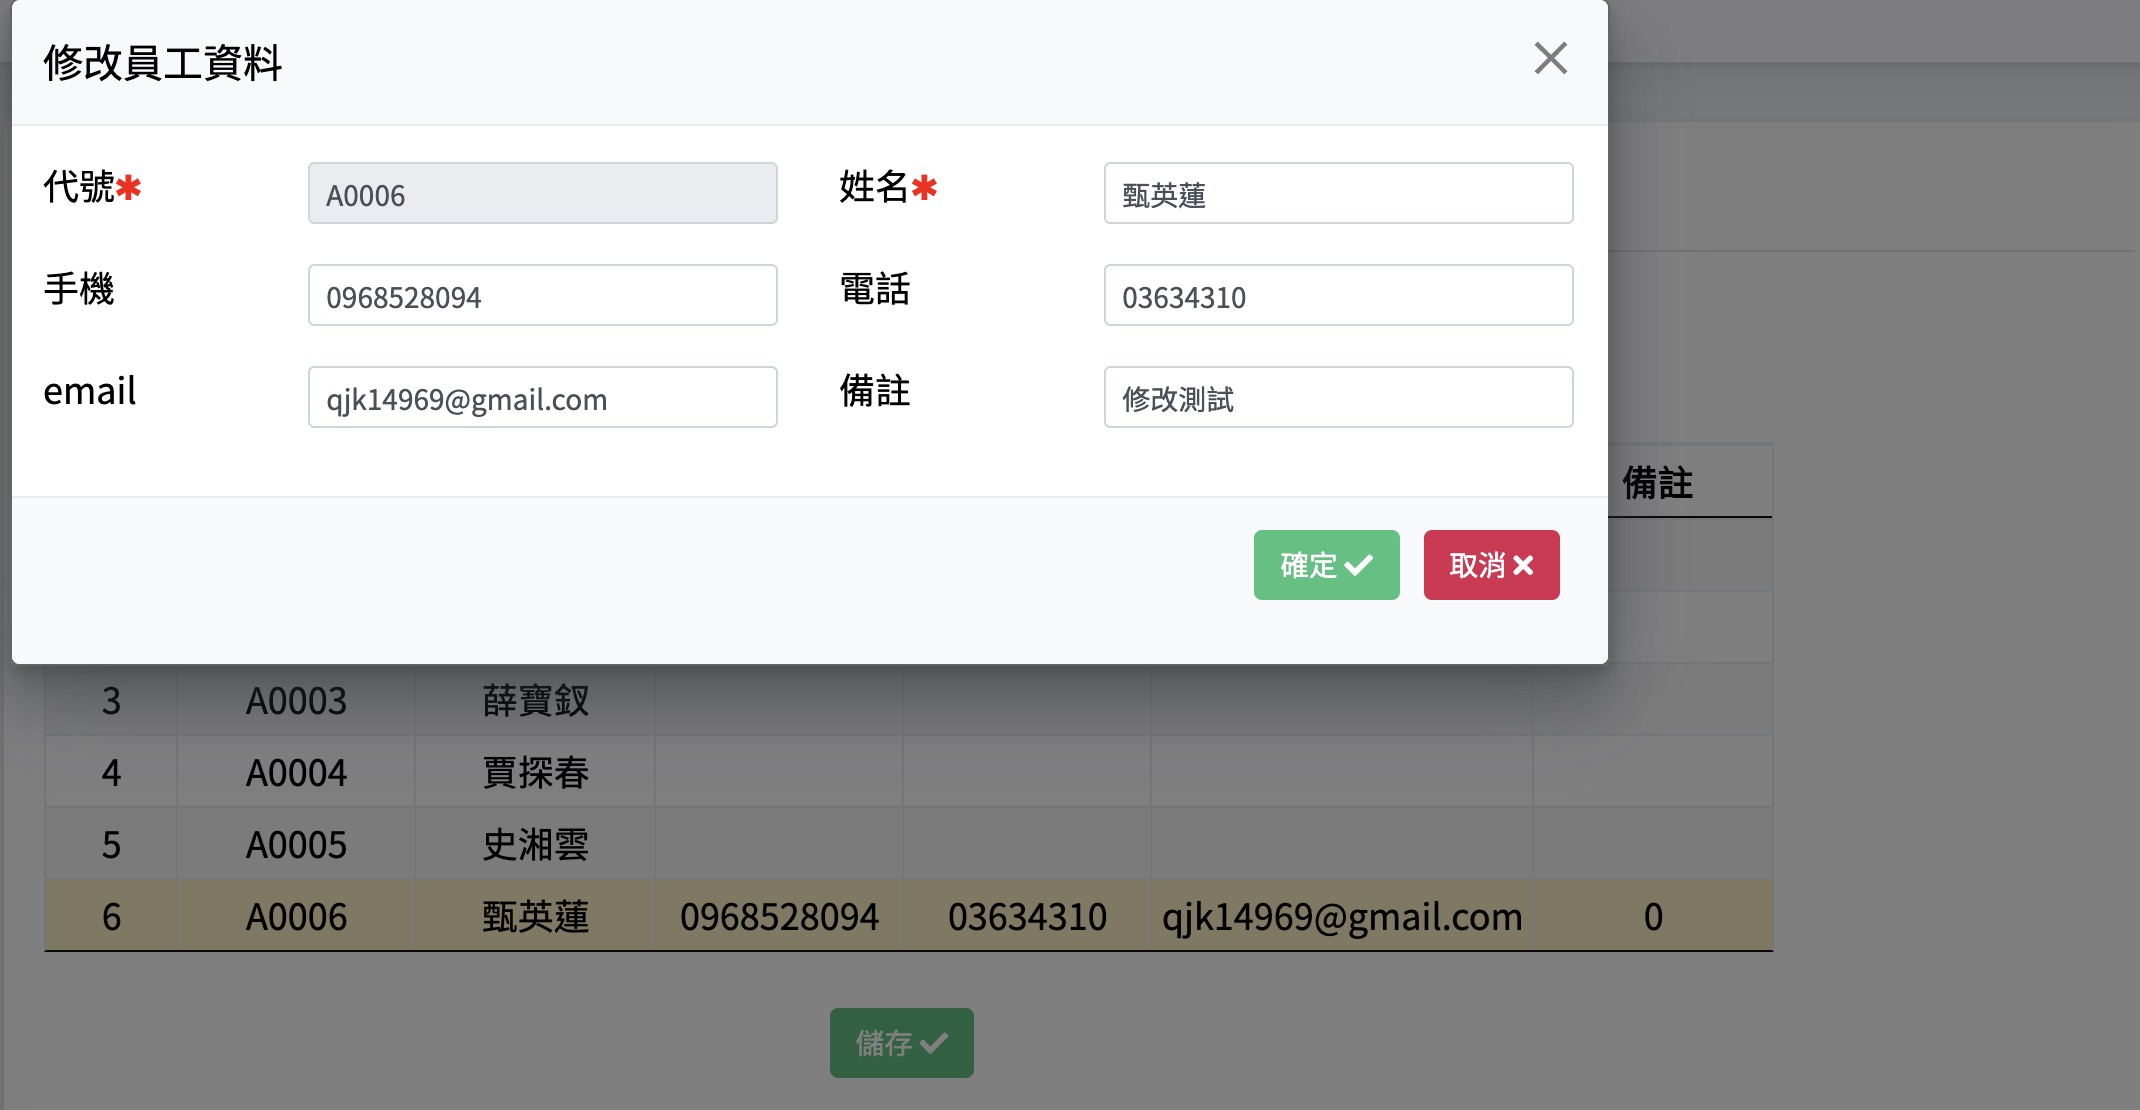 修改員工資料
代號✱ A0006 姓名✱ 甄英蓮
手機 0968528094 電話 03634310
email qjk14969@gmail.com 備註 修改測試
備註
確定 取消
3 A0003 薛寶釵
4 A0004 賈探春
5 A0005 史湘雲
6 A0006 甄英蓮 0968528094 03634310 qjk14969@gmail.com 0
儲存